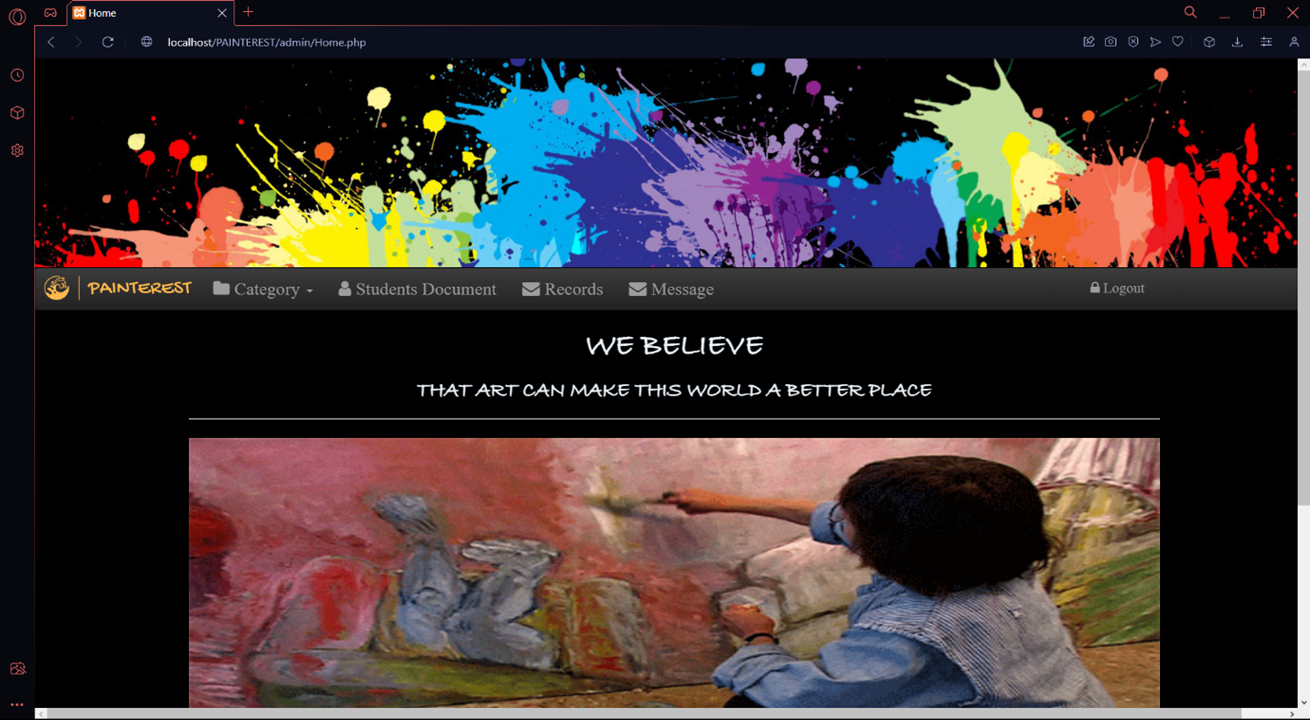 Home
localhost/PAINTEREST/admin/Home.php
PAINTEREST Category Students Document Records Message Logout
WE BELIEVE
THAT ART CAN MAKE THIS WORLD A BETTER PLACE